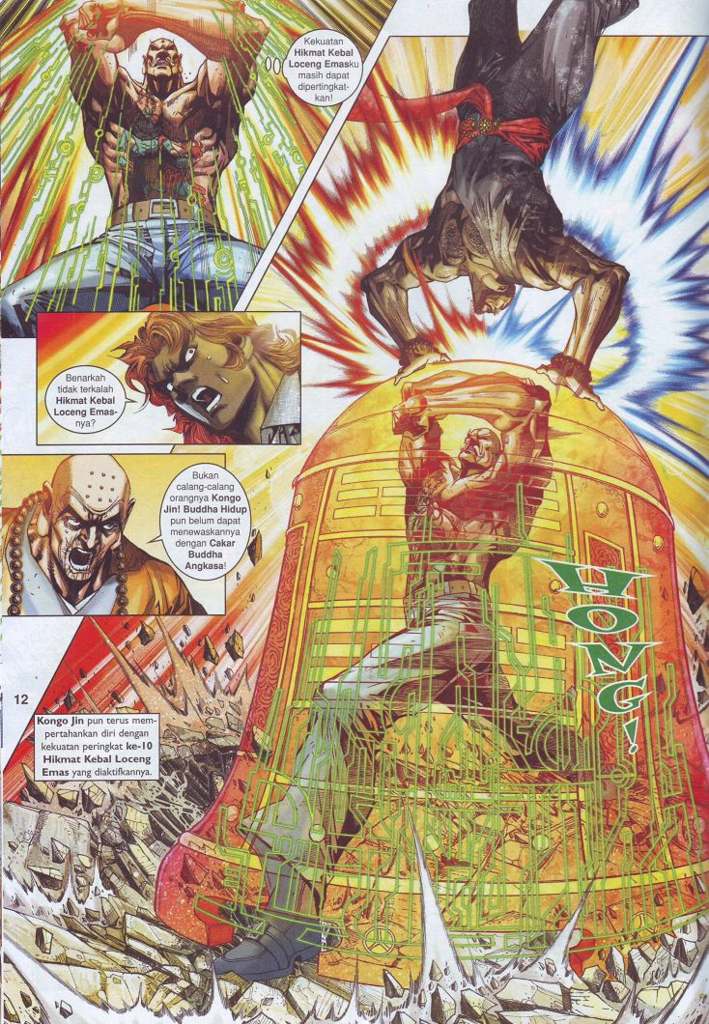 Kekuatan
Hikmat Kebal
Loceng Emasku
masih dapat
dipertingkat-
kan!
Benarkah
tidak terkalah
Hikmat Kebal
Loceng Emas-
nya?
Bukan
calang-calang
orangnya Kongo
Jin! Buddha Hidup
pun belum dapat
menewaskannya
dengan Cakar
Buddha
Angkasa!
HONG!
12
Kongo Jin pun terus mem-
pertahankan diri dengan
kekuatan peringkat ke-10
Hikmat Kebal Loceng
Emas yang diaktifkannya.